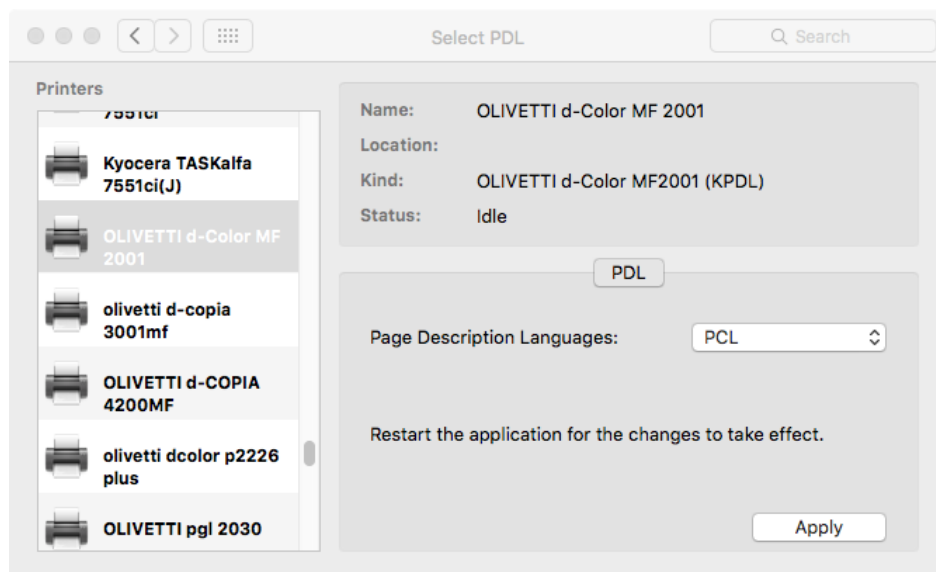 Select PDL
Search
Printers
7551ci
Kyocera TASKalfa
7551ci(J)
OLIVETTI d-Color MF
2001
olivetti d-copia
3001mf
OLIVETTI d-COPIA
4200MF
olivetti dcolor p2226
plus
OLIVETTI pgl 2030
Name: OLIVETTI d-Color MF 2001
Location:
Kind: OLIVETTI d-Color MF2001 (KPDL)
Status: Idle
PDL
Page Description Languages: PCL
Restart the application for the changes to take effect.
Apply